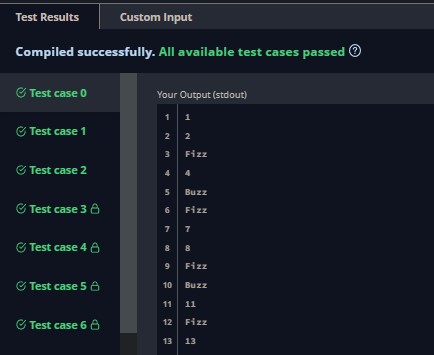 Test Results Custom Input
Compiled successfully. All available test cases passed ?
Test case 0
Test case 1
Test case 2
Test case 3
Test case 4
Test case 5
Test case 6
Your Output (stdout)
1 1
2 2
3 Fizz
4 4
5 Buzz
6 Fizz
7 7
8 8
9 Fizz
10 Buzz
11 11
12 Fizz
13 13